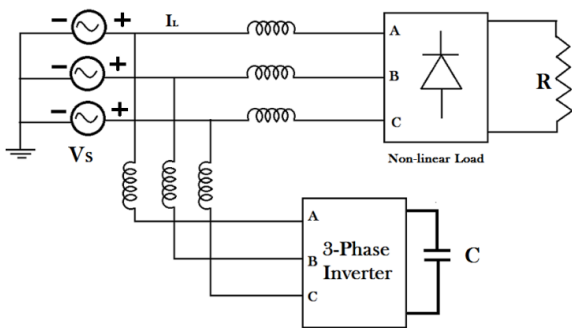 − + IL A
− + B R
− + C
Vs
Non-linear Load
A
3-Phase
B Inverter C
C